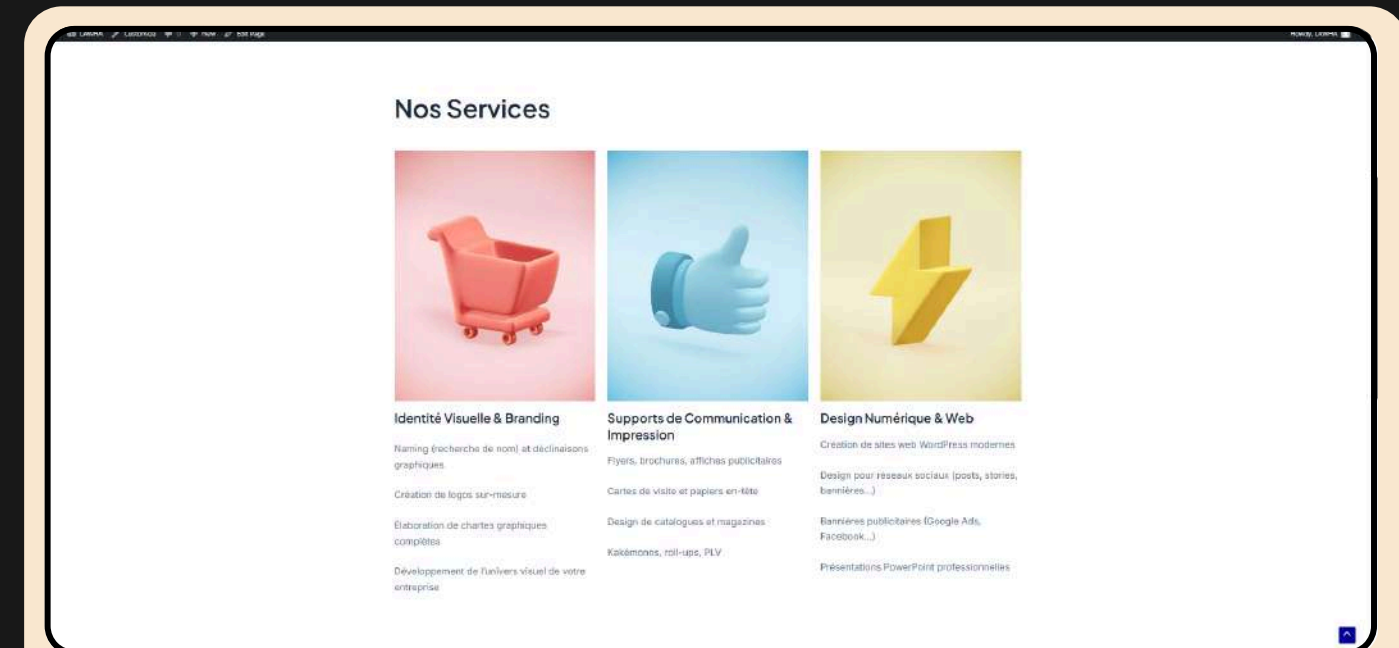 Customize 0 New Edit Page
Howdy,
Nos Services
Identité Visuelle & Branding
Naming (recherche de nom) et déclinaisons
graphiques
Création de logos sur-mesure
Élaboration de chartes graphiques
complètes
Développement de l'univers visuel de votre
entreprise
Supports de Communication &
Impression
Flyers, brochures, affiches publicitaires
Cartes de visite et papiers en-tête
Design de catalogues et magazines
Kakémonos, roll-ups, PLV
Design Numérique & Web
Création de sites web WordPress modernes
Design pour réseaux sociaux (posts, stories,
bannières...)
Bannières publicitaires (Google Ads,
Facebook...)
Présentations PowerPoint professionnelles